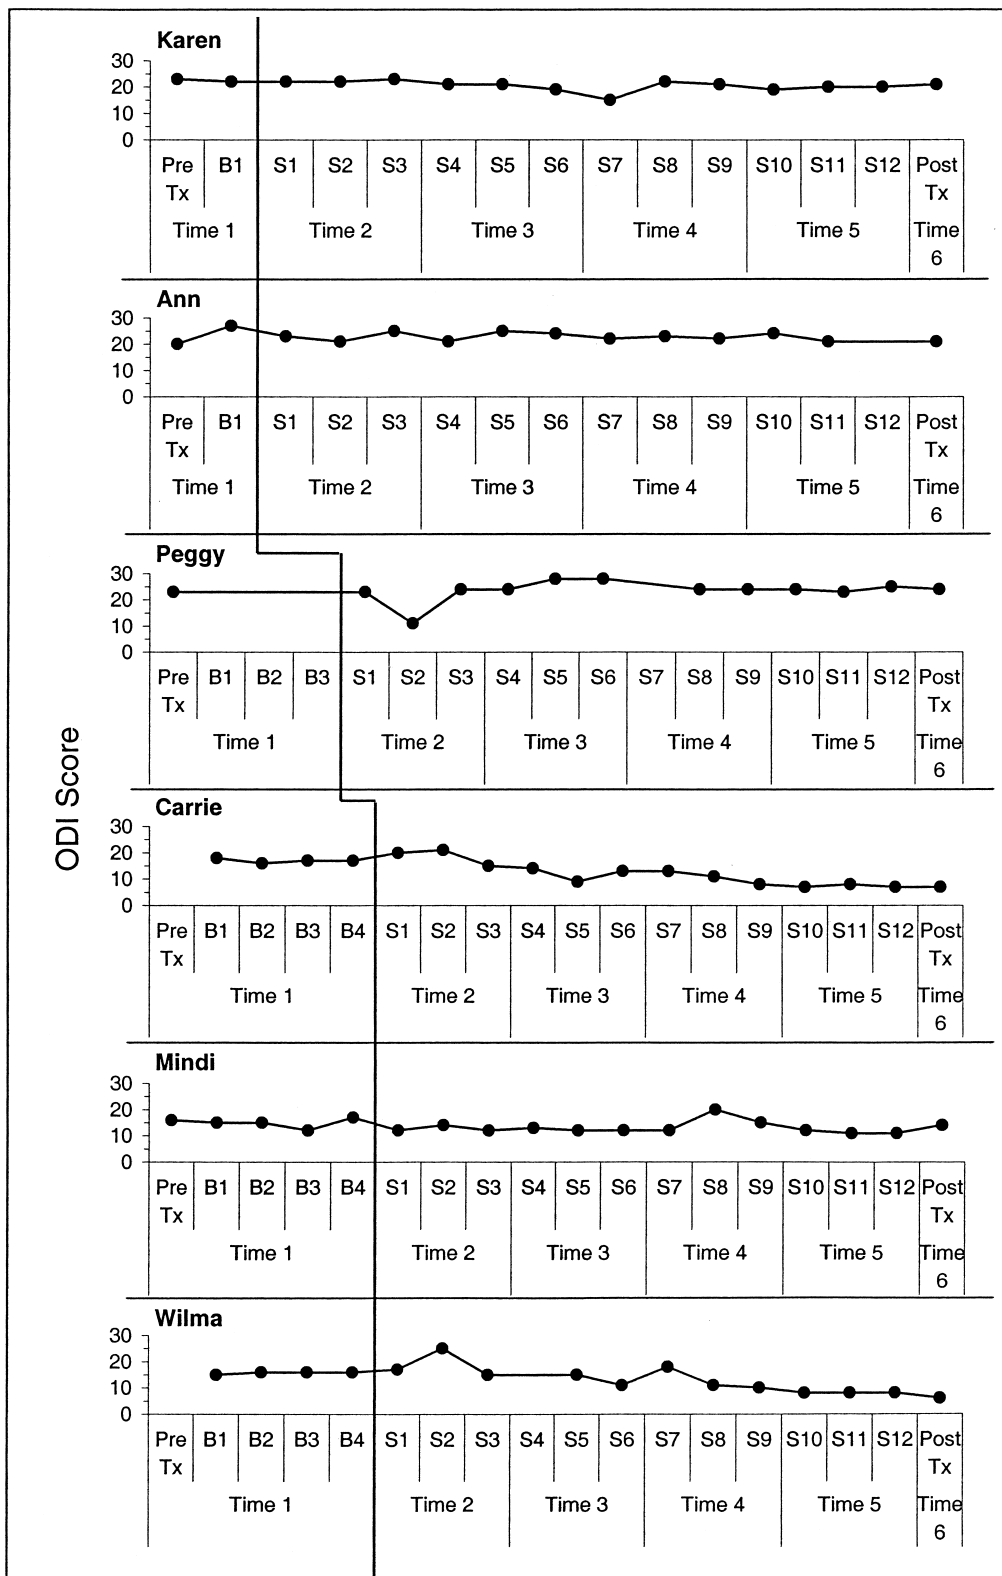 Karen
30
20
10
0
Pre Tx B1 S1 S2 S3 S4 S5 S6 S7 S8 S9 S10 S11 S12 Post Tx
Time 1 Time 2 Time 3 Time 4 Time 5 Time 6
Ann
30
20
10
0
Pre Tx B1 S1 S2 S3 S4 S5 S6 S7 S8 S9 S10 S11 S12 Post Tx
Time 1 Time 2 Time 3 Time 4 Time 5 Time 6
Peggy
30
20
10
0
Pre Tx B1 B2 B3 S1 S2 S3 S4 S5 S6 S7 S8 S9 S10 S11 S12 Post Tx
Time 1 Time 2 Time 3 Time 4 Time 5 Time 6
ODI Score
Carrie
30
20
10
0
Pre Tx B1 B2 B3 B4 S1 S2 S3 S4 S5 S6 S7 S8 S9 S10 S11 S12 Post Tx
Time 1 Time 2 Time 3 Time 4 Time 5 Time 6
Mindi
30
20
10
0
Pre Tx B1 B2 B3 B4 S1 S2 S3 S4 S5 S6 S7 S8 S9 S10 S11 S12 Post Tx
Time 1 Time 2 Time 3 Time 4 Time 5 Time 6
Wilma
30
20
10
0
Pre Tx B1 B2 B3 B4 S1 S2 S3 S4 S5 S6 S7 S8 S9 S10 S11 S12 Post Tx
Time 1 Time 2 Time 3 Time 4 Time 5 Time 6